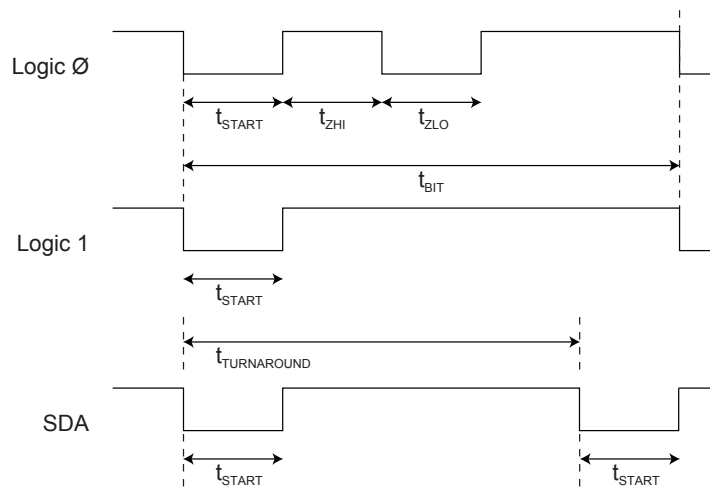 Logic Ø
tSTART
tZHI
tZLO
tBIT
Logic 1
tSTART
tTURNAROUND
SDA
tSTART
tSTART